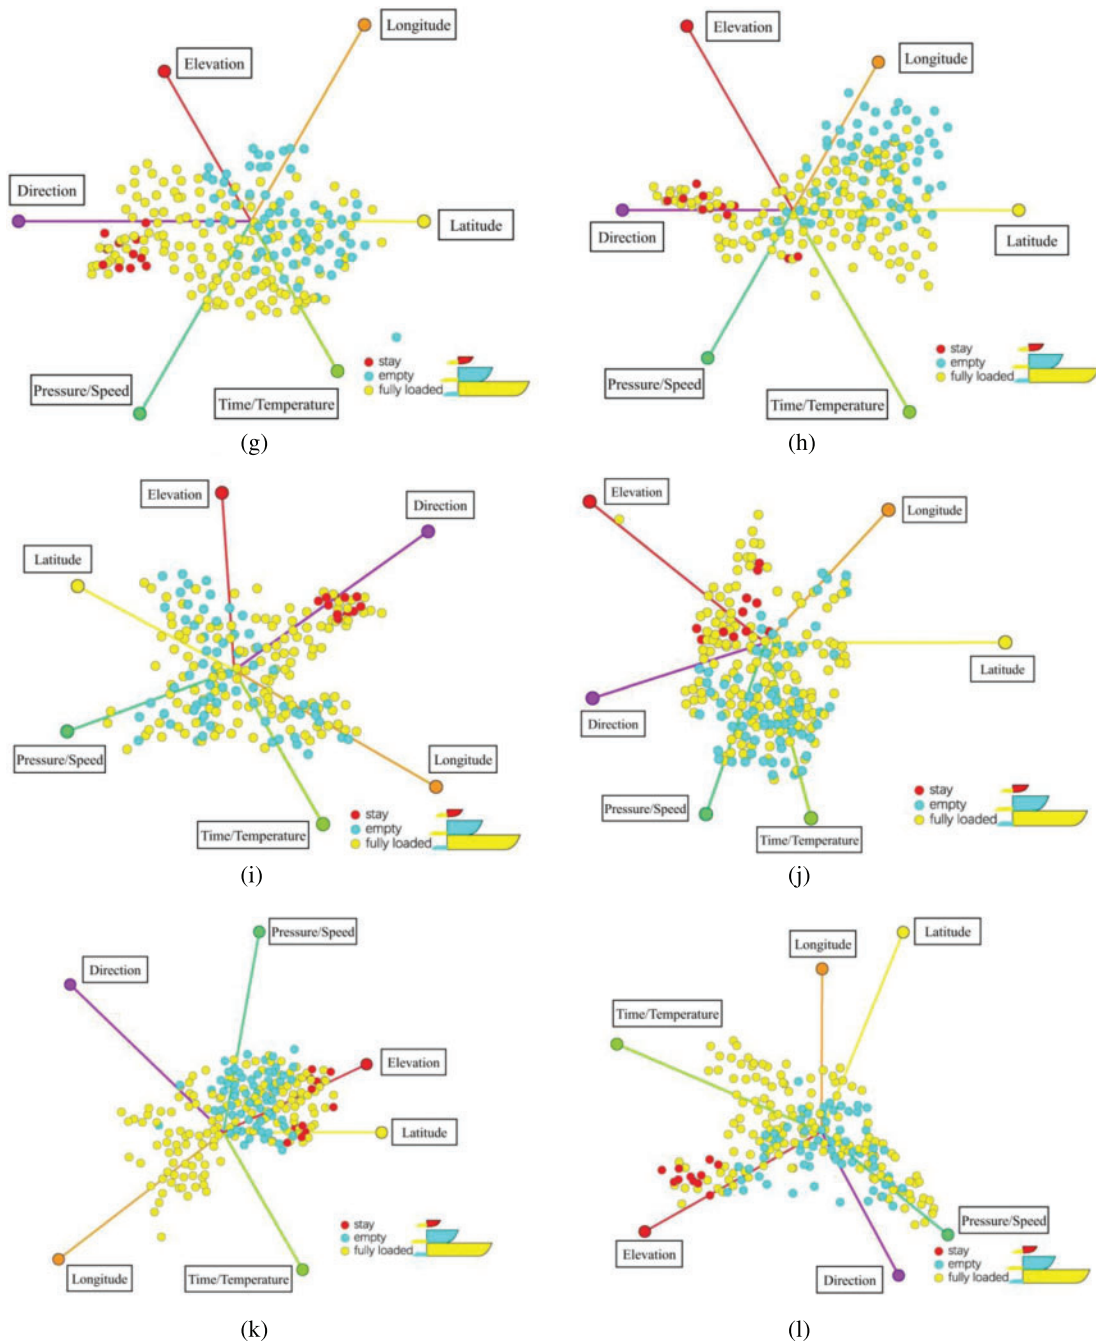 Longitude
Elevation
Direction
Latitude
Pressure/Speed
Time/Temperature
stay
empty
fully loaded
(g)
Elevation
Longitude
Direction
Latitude
Pressure/Speed
Time/Temperature
stay
empty
fully loaded
(h)
Elevation
Direction
Latitude
Pressure/Speed
Longitude
Time/Temperature
stay
empty
fully loaded
(i)
Elevation
Longitude
Latitude
Direction
Pressure/Speed
Time/Temperature
stay
empty
fully loaded
(j)
Pressure/Speed
Direction
Elevation
Latitude
Longitude
Time/Temperature
stay
empty
fully loaded
(k)
Latitude
Longitude
Time/Temperature
Pressure/Speed
Elevation
Direction
stay
empty
fully loaded
(l)